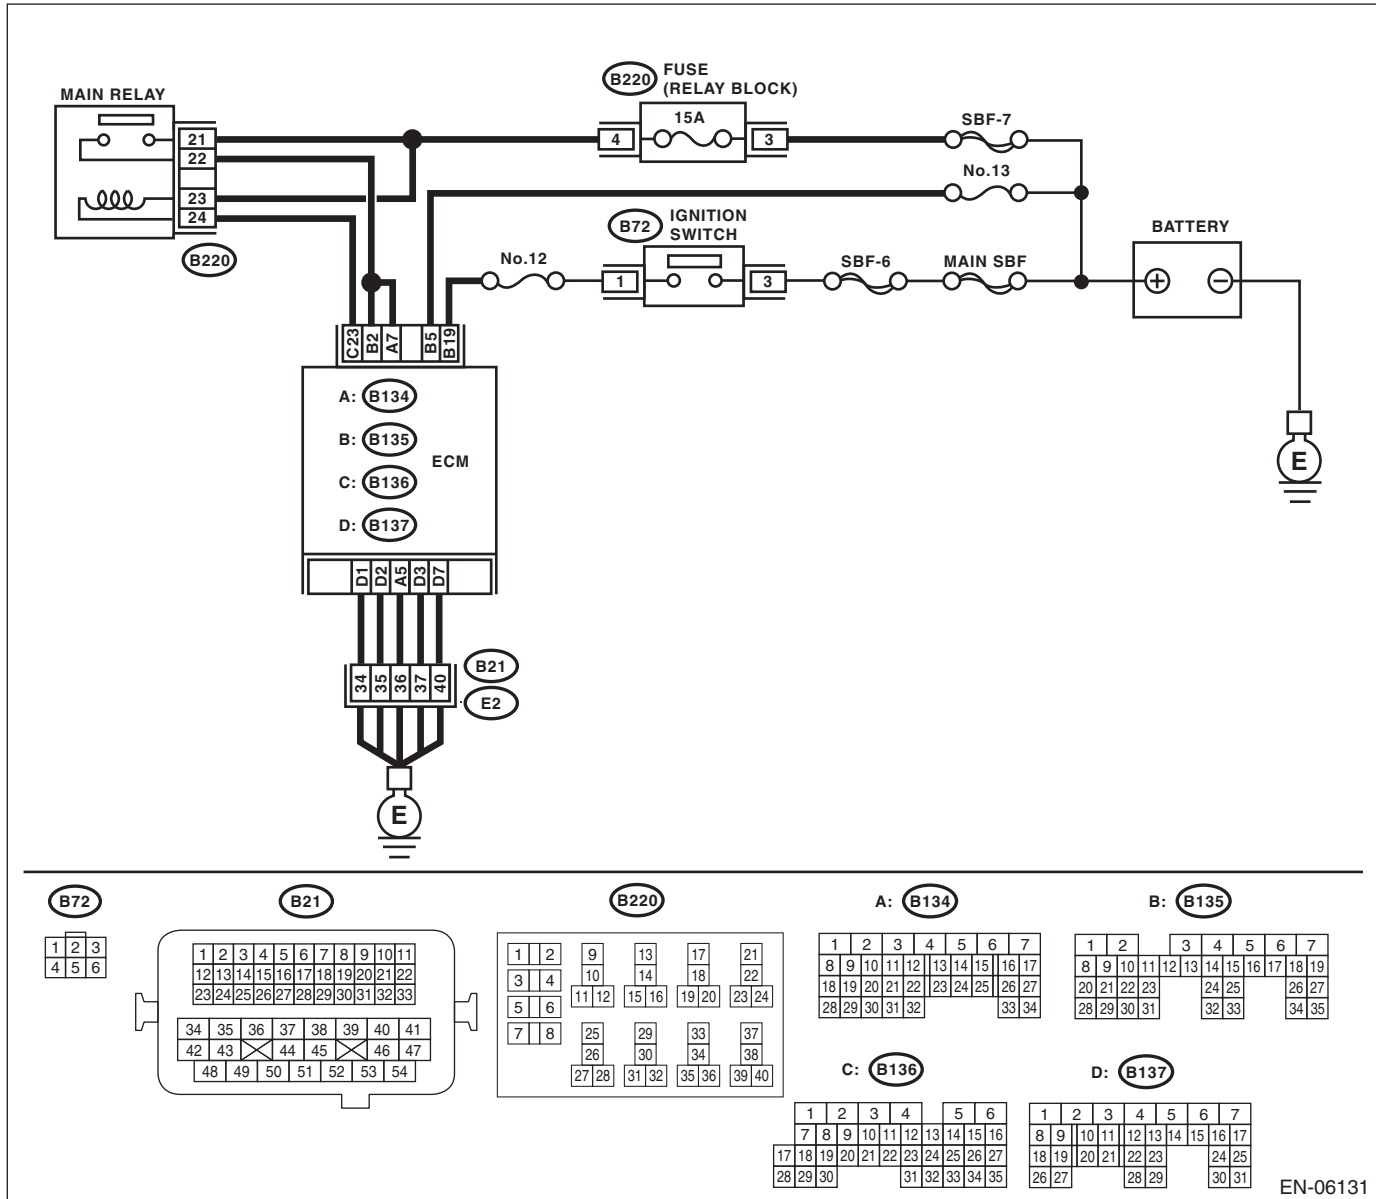 MAIN RELAY
B220
FUSE
(RELAY BLOCK)
15A
4
3
SBF-7
No.13
21
22
23
24
B220
B72
IGNITION
SWITCH
No.12
1
3
SBF-6
MAIN SBF
BATTERY
+
−
E
C23
B2
A7
B5
B19
A: B134
B: B135
C: B136
D: B137
ECM
D1
D2
A5
D3
D7
34
35
36
37
40
B21
E2
E
B72
1 2 3
4 5 6
B21
1 2 3 4 5 6 7 8 9 10 11
12 13 14 15 16 17 18 19 20 21 22
23 24 25 26 27 28 29 30 31 32 33
34 35 36 37 38 39 40 41
42 43 44 45 46 47
48 49 50 51 52 53 54
B220
1 2
3 4
5 6
7 8
9 13 17 21
10 14 18 22
11 12 15 16 19 20 23 24
25 29 33 37
26 30 34 38
27 28 31 32 35 36 39 40
A: B134
1 2 3 4 5 6 7
8 9 10 11 12 13 14 15 16 17
18 19 20 21 22 23 24 25 26 27
28 29 30 31 32 33 34
B: B135
1 2 3 4 5 6 7
8 9 10 11 12 13 14 15 16 17 18 19
20 21 22 23 24 25 26 27
28 29 30 31 32 33 34 35
C: B136
1 2 3 4 5 6
7 8 9 10 11 12 13 14 15 16
17 18 19 20 21 22 23 24 25 26 27
28 29 30 31 32 33 34 35
D: B137
1 2 3 4 5 6 7
8 9 10 11 12 13 14 15 16 17
18 19 20 21 22 23 24 25
26 27 28 29 30 31
EN-06131